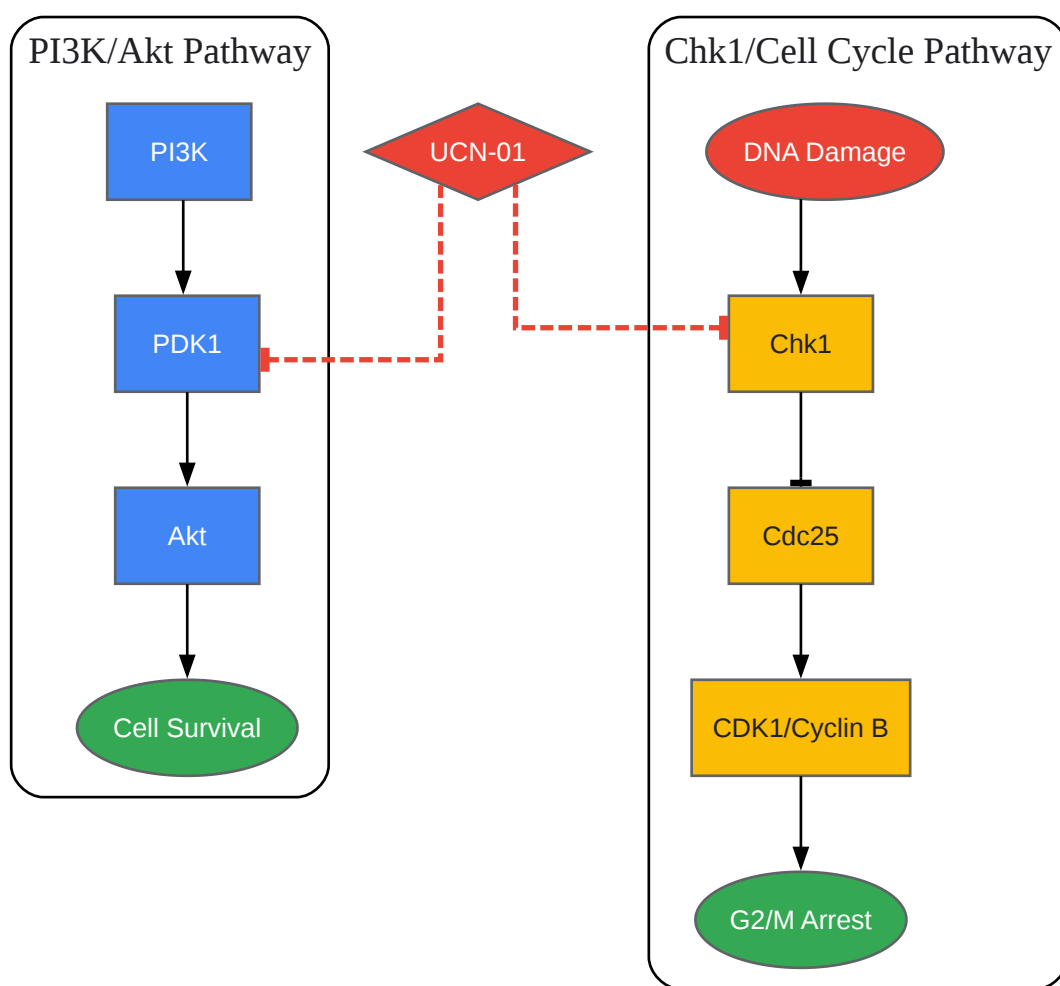 PI3K/Akt Pathway
PI3K
PDK1
Akt
Cell Survival
UCN-01
Chk1/Cell Cycle Pathway
DNA Damage
Chk1
Cdc25
CDK1/Cyclin B
G2/M Arrest